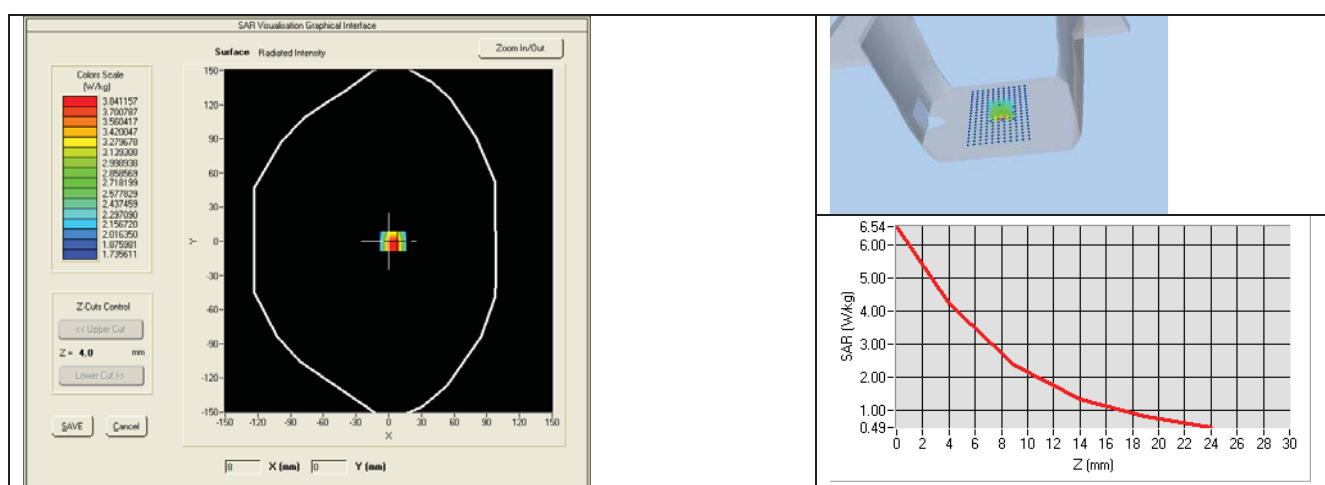 SAR Visualisation Graphical Interface
Surface Radiated Intensity
Zoom In/Out
Colors Scale
(W/kg)
3.841157
3.700787
3.560417
3.420047
3.279678
3.139308
2.998938
2.858569
2.718199
2.577829
2.437459
2.297090
2.156720
2.016350
1.875981
1.735611
Z-Cuts Control
<< Upper Cut
Z = 4.0 mm
Lower Cut >>
SAVE Cancel
150
120
90
60
30
0
-30
-60
-90
-120
-150
Y
-150 -120 -90 -60 -30 0 30 60 90 120 150
X
8 X (mm) 0 Y (mm)
6.54
6.00
5.00
4.00
3.00
2.00
1.00
0.49
SAR (W/kg)
0 2 4 6 8 10 12 14 16 18 20 22 24 26 28 30
Z (mm)